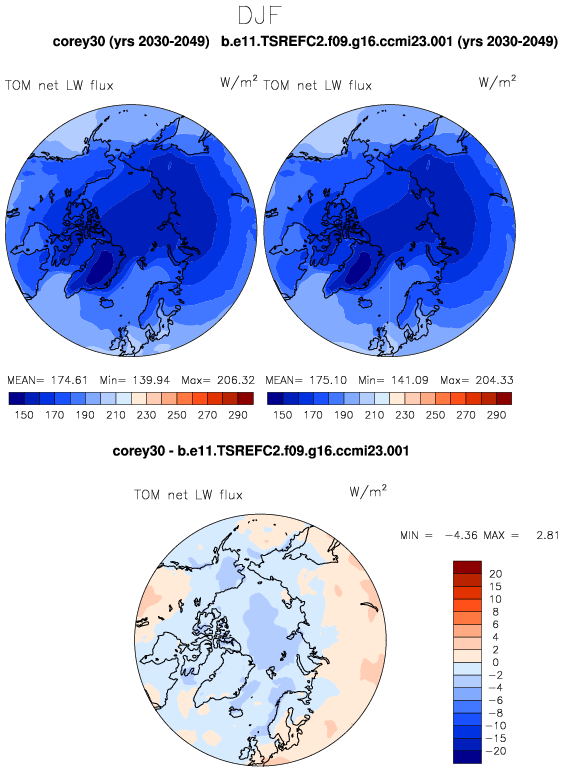 DJF
corey30 (yrs 2030-2049) b.e11.TSREFC2.f09.g16.ccmi23.001 (yrs 2030-2049)
TOM net LW flux W/m² TOM net LW flux W/m²
MEAN= 174.61 Min= 139.94 Max= 206.32 MEAN= 175.10 Min= 141.09 Max= 204.33
150 170 190 210 230 250 270 290 150 170 190 210 230 250 270 290
corey30 - b.e11.TSREFC2.f09.g16.ccmi23.001
TOM net LW flux W/m²
MIN = -4.36 MAX = 2.81
20
15
10
8
6
4
2
0
-2
-4
-6
-8
-10
-15
-20